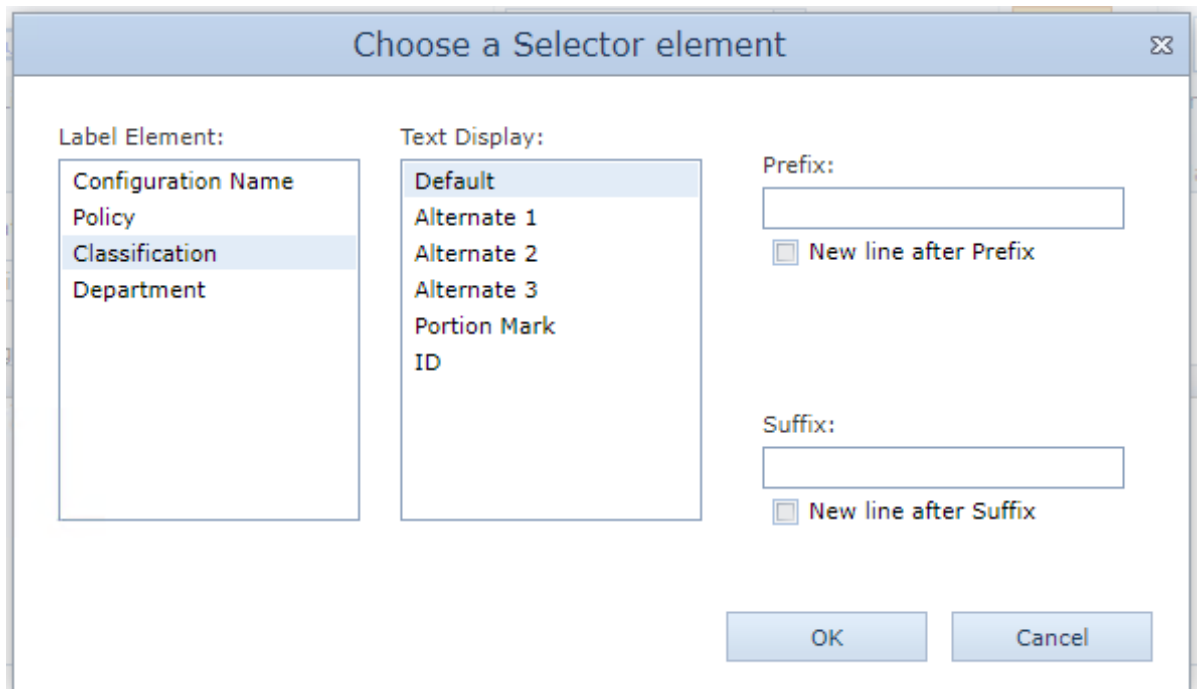 Choose a Selector element
Label Element:
Configuration Name
Policy
Classification
Department
Text Display:
Default
Alternate 1
Alternate 2
Alternate 3
Portion Mark
ID
Prefix:
New line after Prefix
Suffix:
New line after Suffix
OK
Cancel